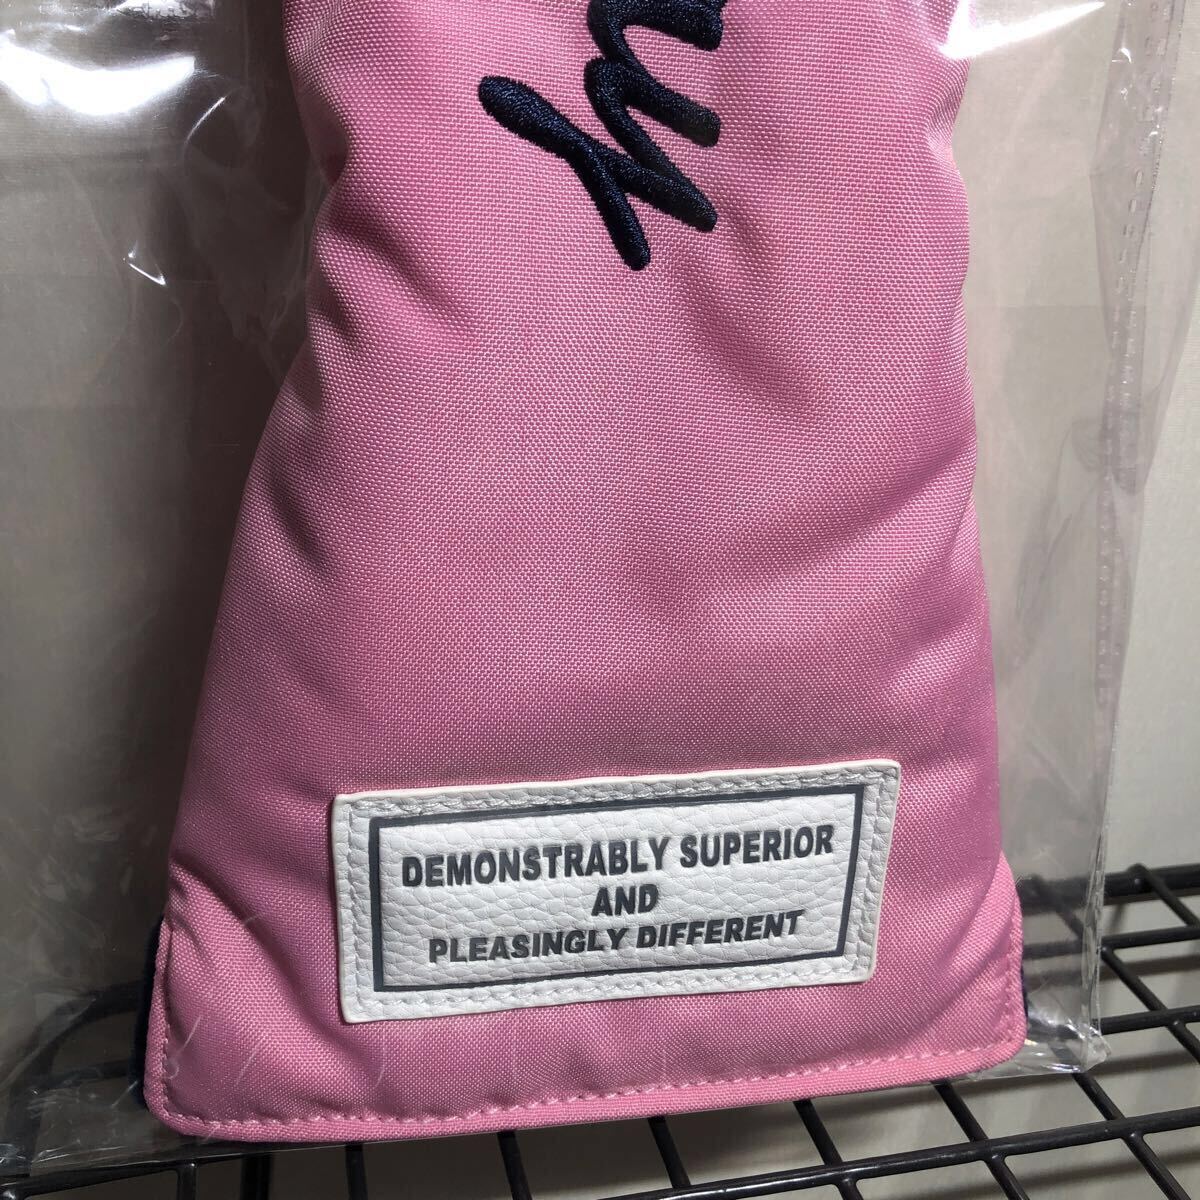 DEMONSTRABLY SUPERIOR
AND
PLEASINGLY DIFFERENT